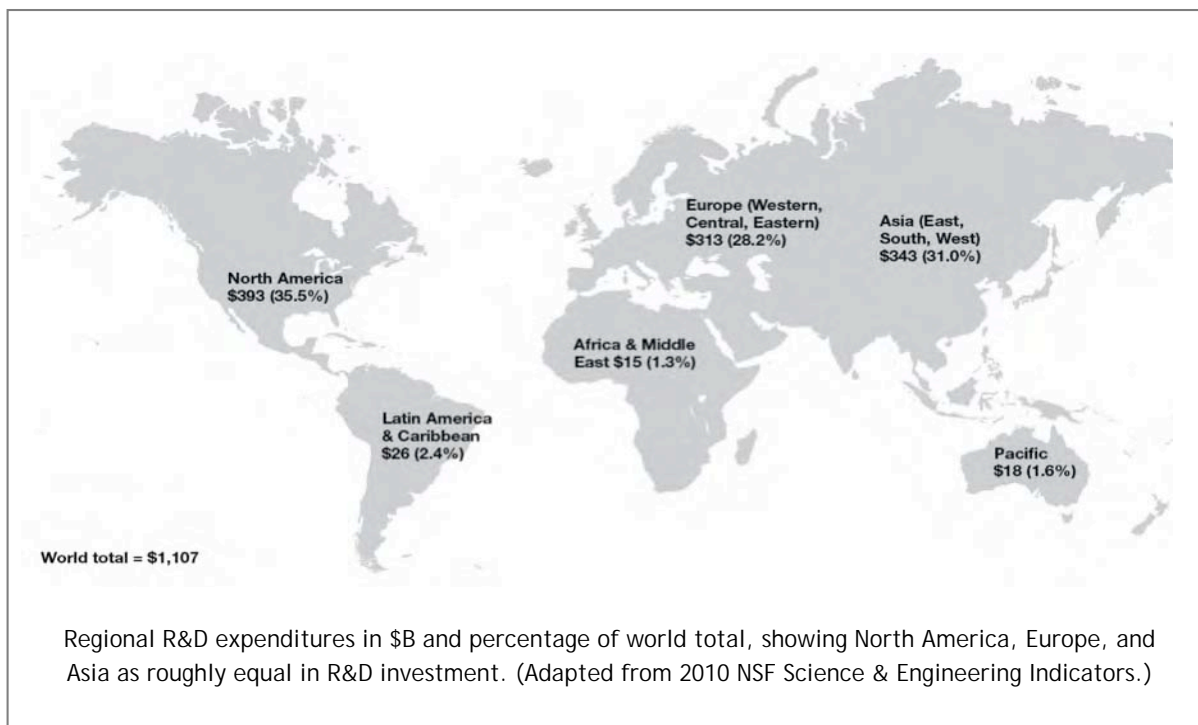 Europe (Western,
Central, Eastern)
$313 (28.2%)
Asia (East,
South, West)
$343 (31.0%)
North America
$393 (35.5%)
Africa & Middle
East $15 (1.3%)
Latin America
& Caribbean
$26 (2.4%)
Pacific
$18 (1.6%)
World total = $1,107
Regional R&D expenditures in $B and percentage of world total, showing North America, Europe, and
Asia as roughly equal in R&D investment. (Adapted from 2010 NSF Science & Engineering Indicators.)